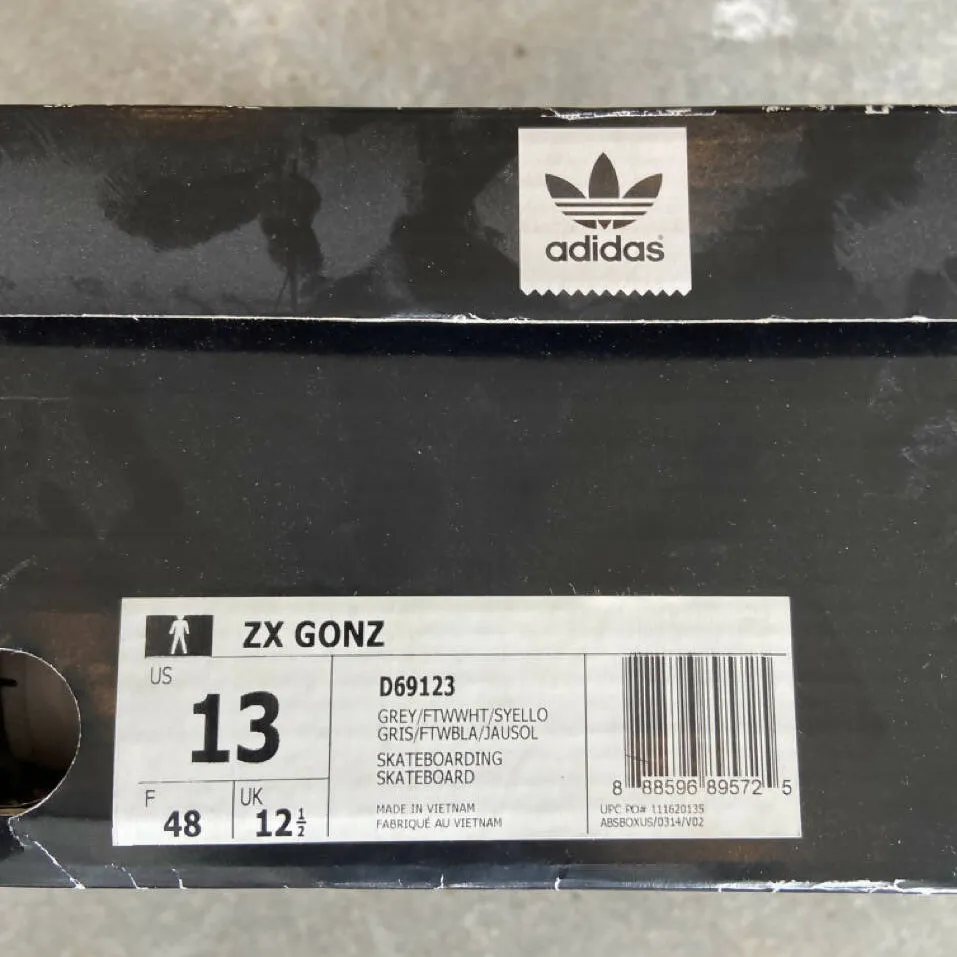 adidas
ZX GONZ
US
13
F
48
UK
12½
D69123
GREY/FTWWHT/SYELLO
GRIS/FTWBLA/JAUSOL
SKATEBOARDING
SKATEBOARD
MADE IN VIETNAM
FABRIQUÉ AU VIETNAM
8 88596 89572 5
UPC PO# 111620135
ABSBOXUS/0314/V02